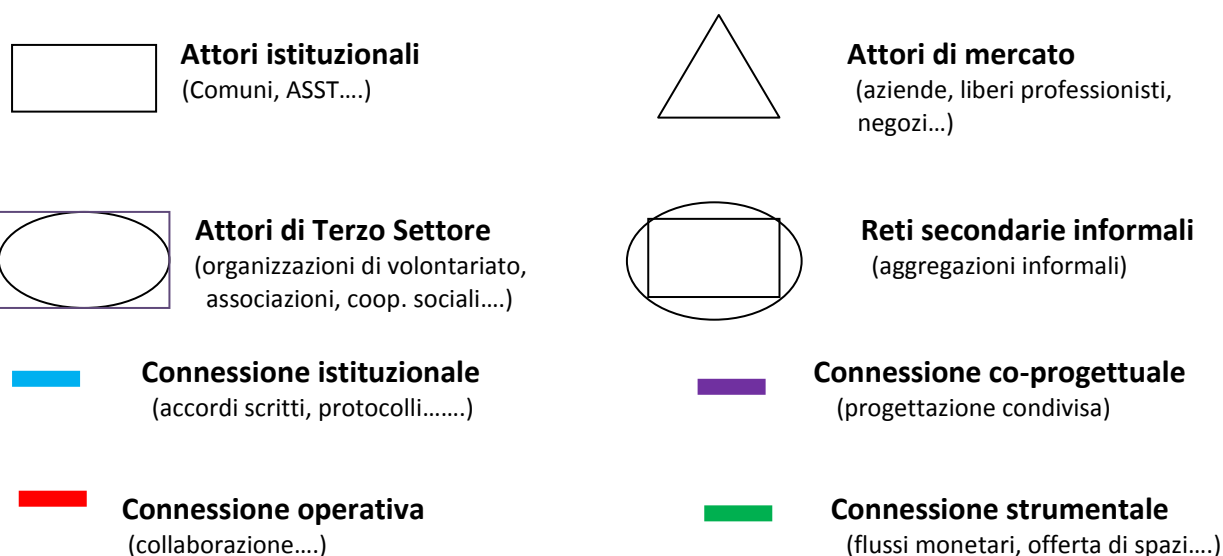 Attori istituzionali
(Comuni, ASST....)
Attori di mercato
(aziende, liberi professionisti,
negozi...)
Attori di Terzo Settore
(organizzazioni di volontariato,
associazioni, coop. sociali....)
Reti secondarie informali
(aggregazioni informali)
Connessione istituzionale
(accordi scritti, protocolli.......)
Connessione co-progettuale
(progettazione condivisa)
Connessione operativa
(collaborazione....)
Connessione strumentale
(flussi monetari, offerta di spazi....)